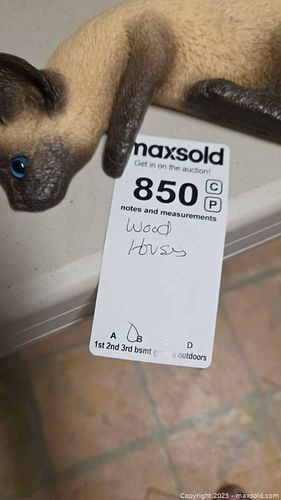 maxsold
Get in on the auction!
850 C
P
notes and measurements
Wood
Houses
A B C D
1st 2nd 3rd bsmt outdoors
Copyright 2025 - maxsold.com